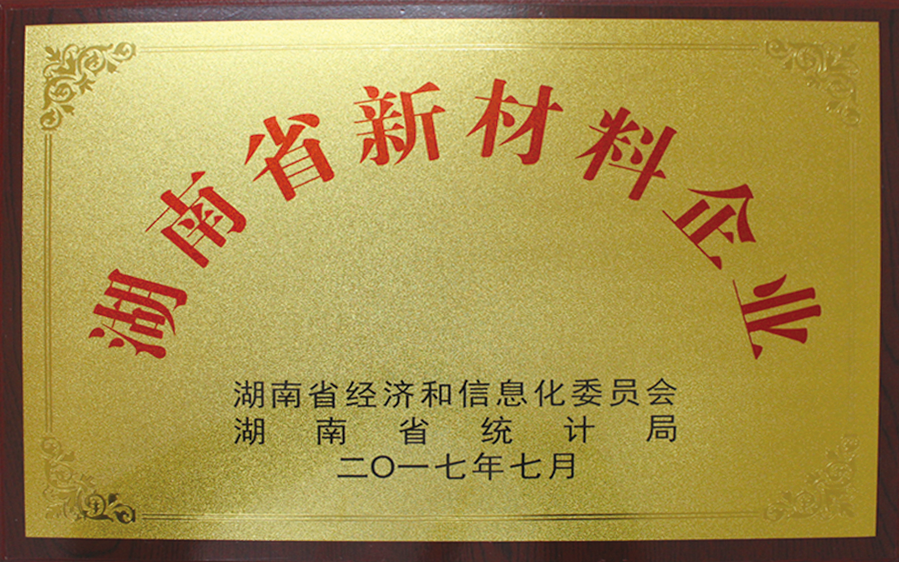 湖南省新材料企业
湖南省经济和信息化委员会
湖南省统计局
二〇一七年七月